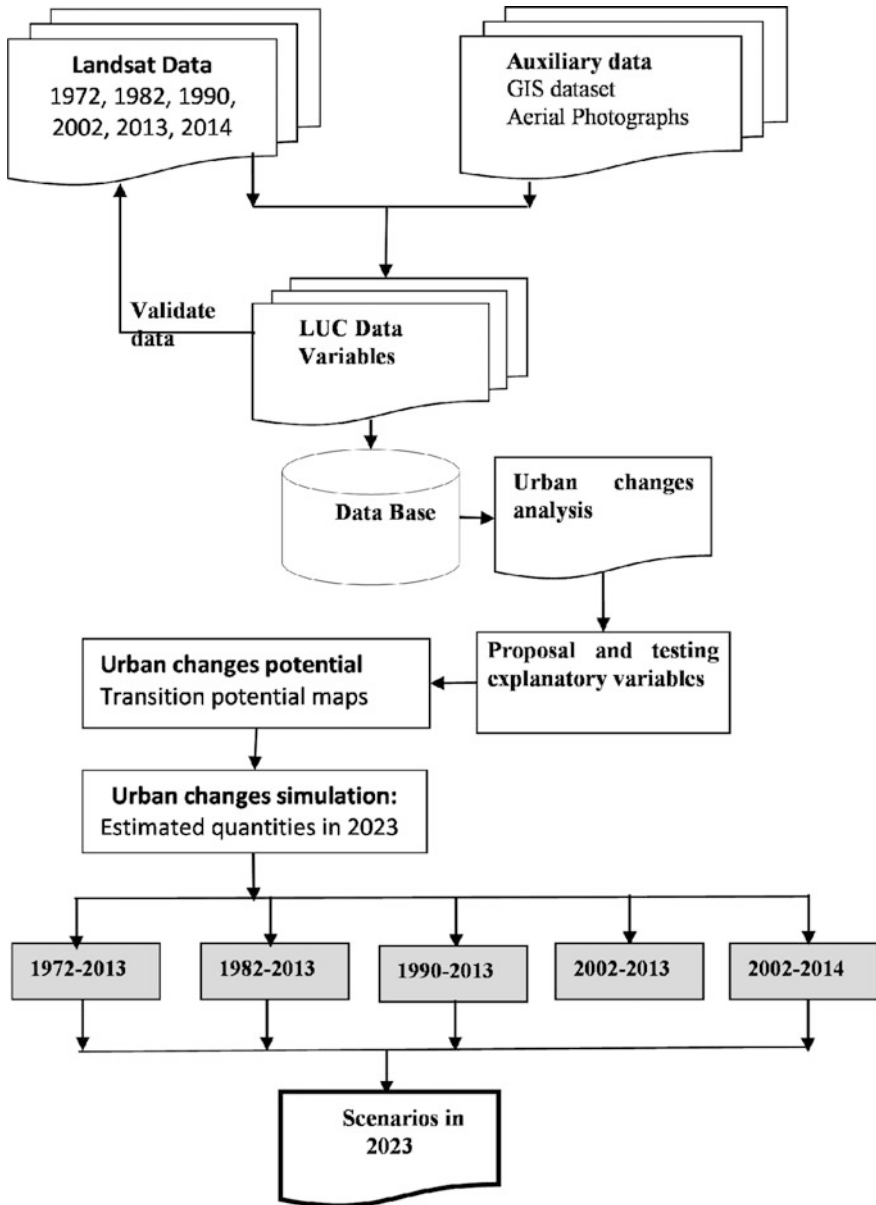 Landsat Data
1972, 1982, 1990,
2002, 2013, 2014
Auxiliary data
GIS dataset
Aerial Photographs
Validate
data
LUC Data
Variables
Data Base
Urban changes
analysis
Proposal and testing
explanatory variables
Urban changes potential
Transition potential maps
Urban changes simulation:
Estimated quantities in 2023
1972-2013
1982-2013
1990-2013
2002-2013
2002-2014
Scenarios in
2023